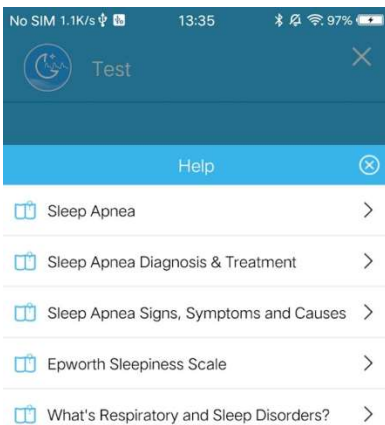 No SIM 1.1K/s 13:35 97%
Test
Help
Sleep Apnea
Sleep Apnea Diagnosis & Treatment
Sleep Apnea Signs, Symptoms and Causes
Epworth Sleepiness Scale
What's Respiratory and Sleep Disorders?